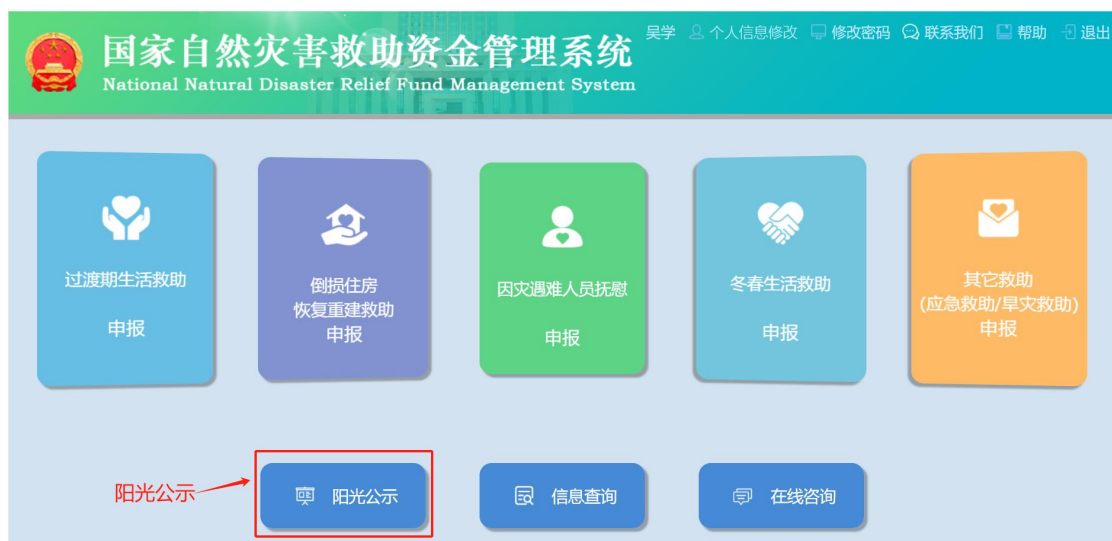 国家自然灾害救助资金管理系统
National Natural Disaster Relief Fund Management System
吴学 个人信息修改 修改密码 联系我们 帮助 退出
过渡期生活救助
申报
倒损住房
恢复重建救助
申报
因灾遇难人员抚慰
申报
冬春生活救助
申报
其它救助
(应急救助/旱灾救助)
申报
阳光公示
阳光公示
信息查询
在线咨询